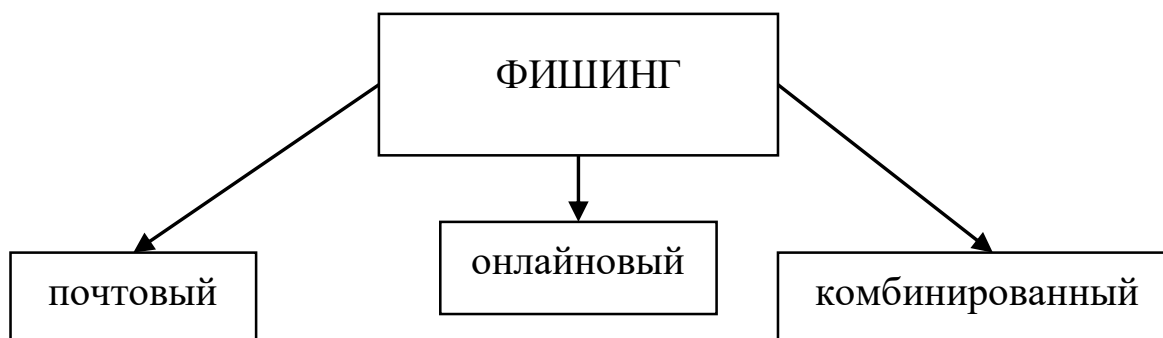 ФИШИНГ
почтовый
онлайновый
комбинированный